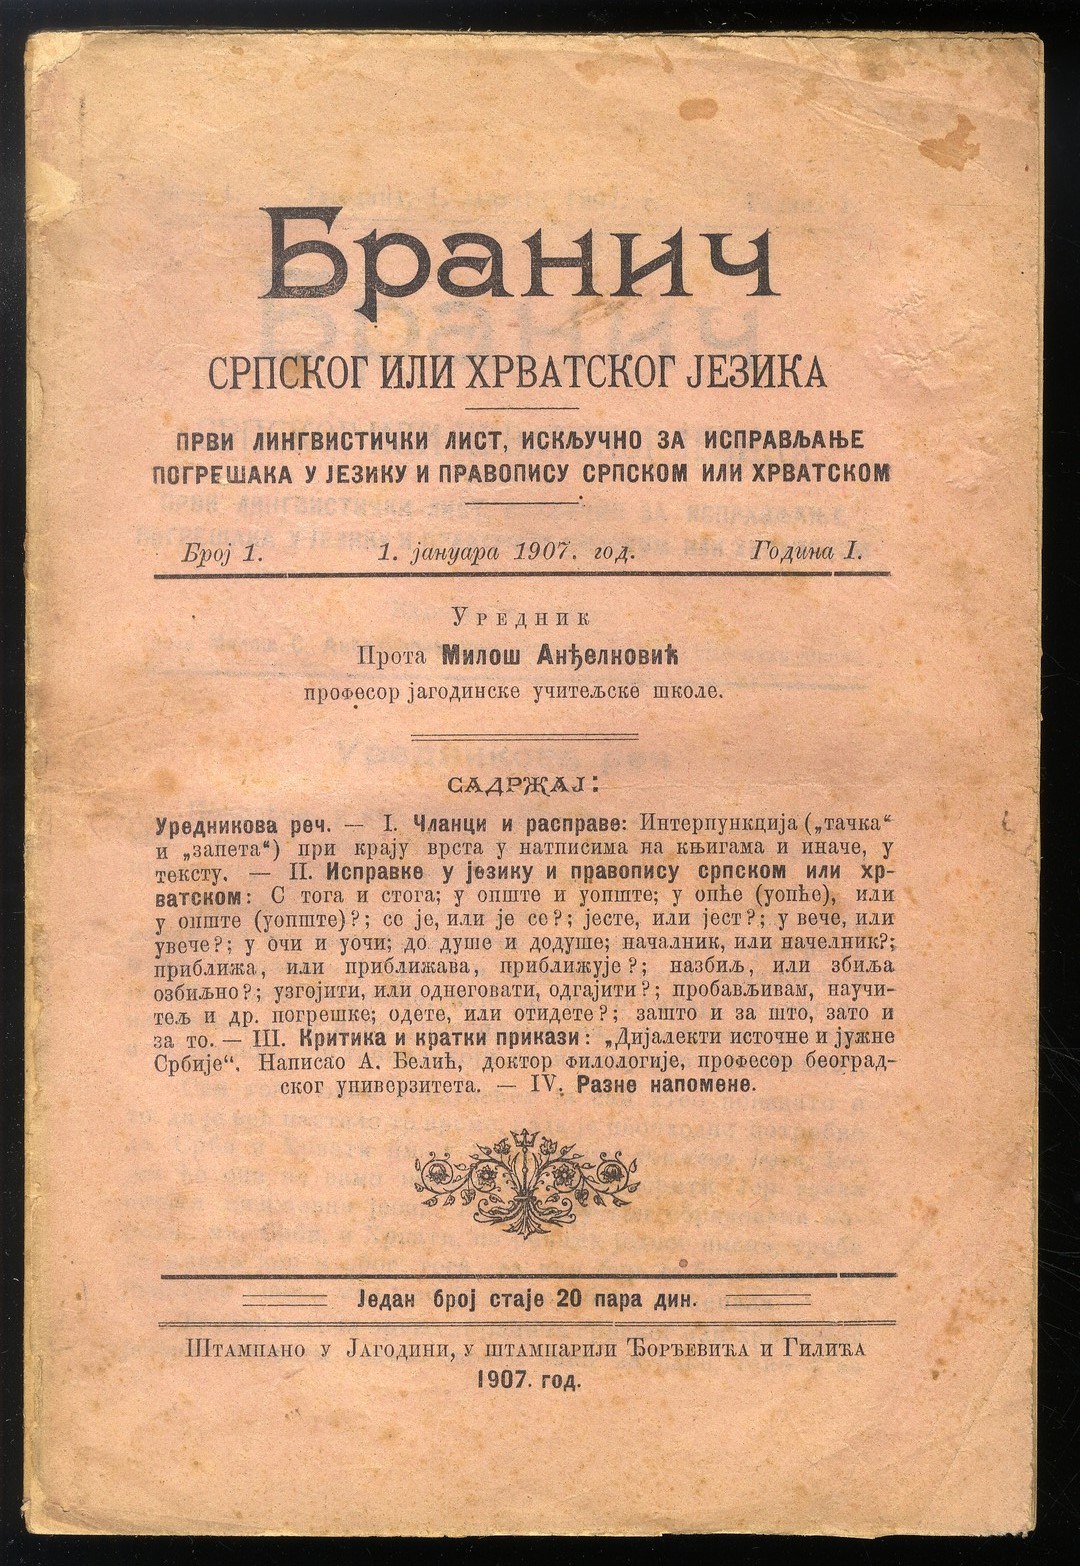 Бранич
СРПСКОГ ИЛИ ХРВАТСКОГ ЈЕЗИКА
ПРВИ ЛИНГВИСТИЧКИ ЛИСТ, ИСКЉУЧНО ЗА ИСПРАВЉАЊЕ
ПОГРЕШАКА У ЈЕЗИКУ И ПРАВОПИСУ СРПСКОМ ИЛИ ХРВАТСКОМ
Број 1. 1. јануара 1907. год. Година I.
Уредник
Прота Милош Анђелковић
професор јагодинске учитељске школе.
САДРЖАЈ:
Уредникова реч. — I. Чланци и расправе: Интерпункција („тачка“
и „запета“) при крају врста у натписима на књигама и иначе, у
тексту. — II. Исправке у језику и правопису српском или хр-
ватском: С тога и стога; у опште и уопште; у опће (уопће), или
у опште (уопште)?; се је, или је се?; јесте, или јест?; у вече, или
увече?; у очи и уочи; до душе и додуше; началник, или начелник?;
приближа, или приближава, приближује?; назбиљ, или збиља
озбиљно?; узгојити, или однеговати, одгајити?; пробављивам, научи-
тељ и др. погрешке; одете, или отидете?; зашто и за што, зато и
за то. — III. Критика и кратки прикази: „Дијалекти источне и јужне
Србије“. Написао А. Белић, доктор филологије, професор београд-
ског универзитета. — IV. Разне напомене.
Један број стаје 20 пара дин.
Штампано у Јагодини, у штампарији Ђорђевића и Гилића
1907. год.